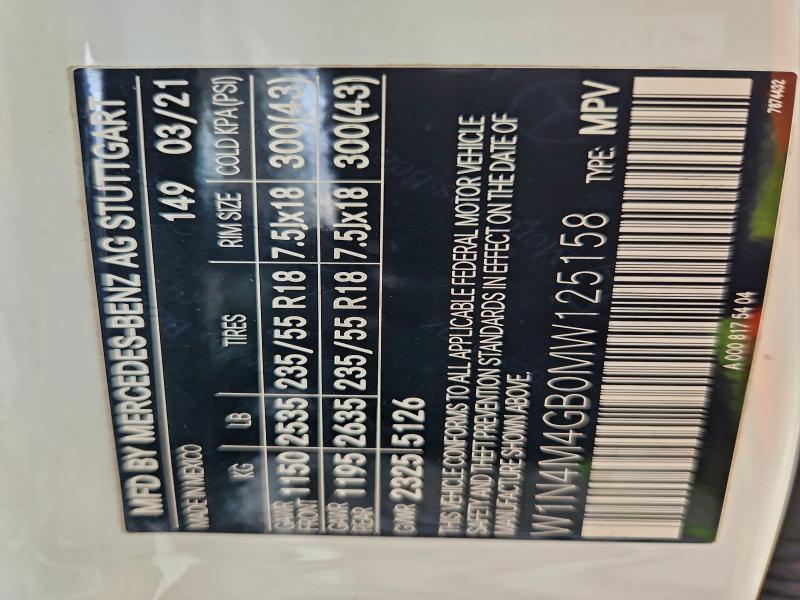 MFD BY MERCEDES-BENZ AG STUTTGART
MADE IN MEXICO 149 03/21
KG LB TIRES RIM SIZE COLD KPA(PSI)
GAWR FRONT 1150 2535 235/55 R18 7.5Jx18 300(43)
GAWR REAR 1195 2635 235/55 R18 7.5Jx18 300(43)
GVWR 2325 5126
THIS VEHICLE CONFORMS TO ALL APPLICABLE FEDERAL MOTOR VEHICLE
SAFETY AND THEFT PREVENTION STANDARDS IN EFFECT ON THE DATE OF
MANUFACTURE SHOWN ABOVE.
W1N4M4GB0MW125158 TYPE: MPV
A 000 817 54 04 7874432